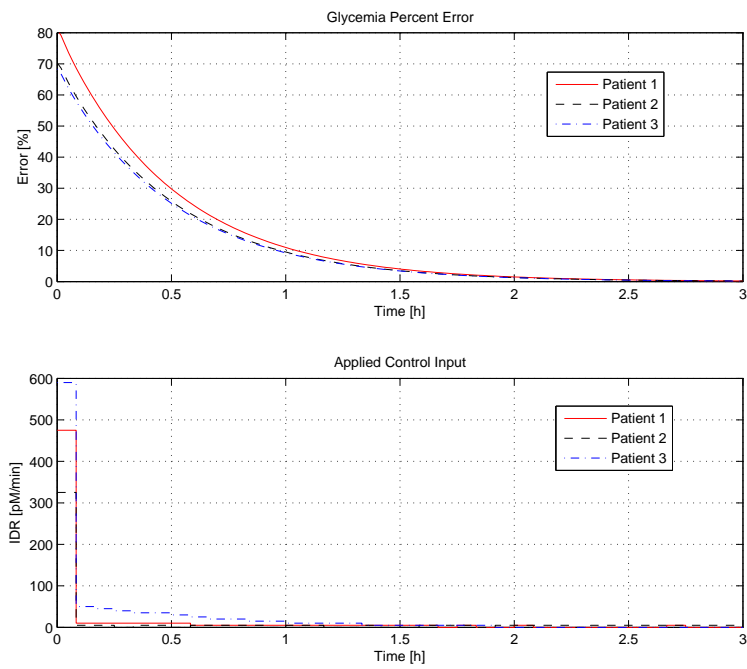 Glycemia Percent Error
80
70
60
50
40
30
20
10
0
Error [%]
Patient 1
Patient 2
Patient 3
0 0.5 1 1.5 2 2.5 3
Time [h]
Applied Control Input
600
500
400
300
200
100
0
IDR [pM/min]
Patient 1
Patient 2
Patient 3
0 0.5 1 1.5 2 2.5 3
Time [h]